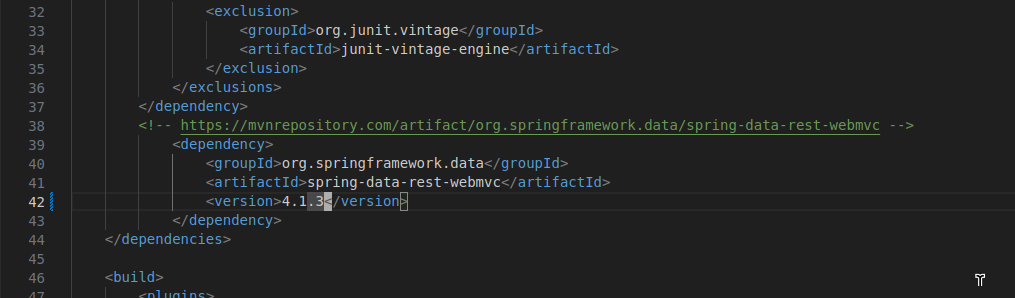 32 <exclusion>
33 <groupId>org.junit.vintage</groupId>
34 <artifactId>junit-vintage-engine</artifactId>
35 </exclusion>
36 </exclusions>
37 </dependency>
38 <!-- https://mvnrepository.com/artifact/org.springframework.data/spring-data-rest-webmvc -->
39 <dependency>
40 <groupId>org.springframework.data</groupId>
41 <artifactId>spring-data-rest-webmvc</artifactId>
42 <version>4.1.3</version>
43 </dependency>
44 </dependencies>
45
46 <build>
47 <plugins>